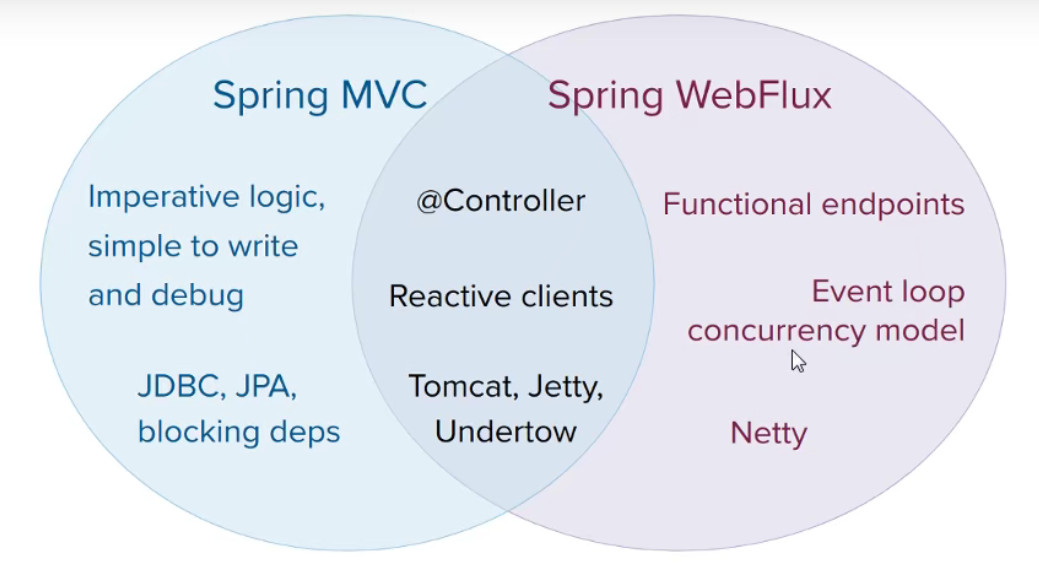 Spring MVC
Imperative logic,
simple to write
and debug
JDBC, JPA,
blocking deps
@Controller
Reactive clients
Tomcat, Jetty,
Undertow
Spring WebFlux
Functional endpoints
Event loop
concurrency model
Netty